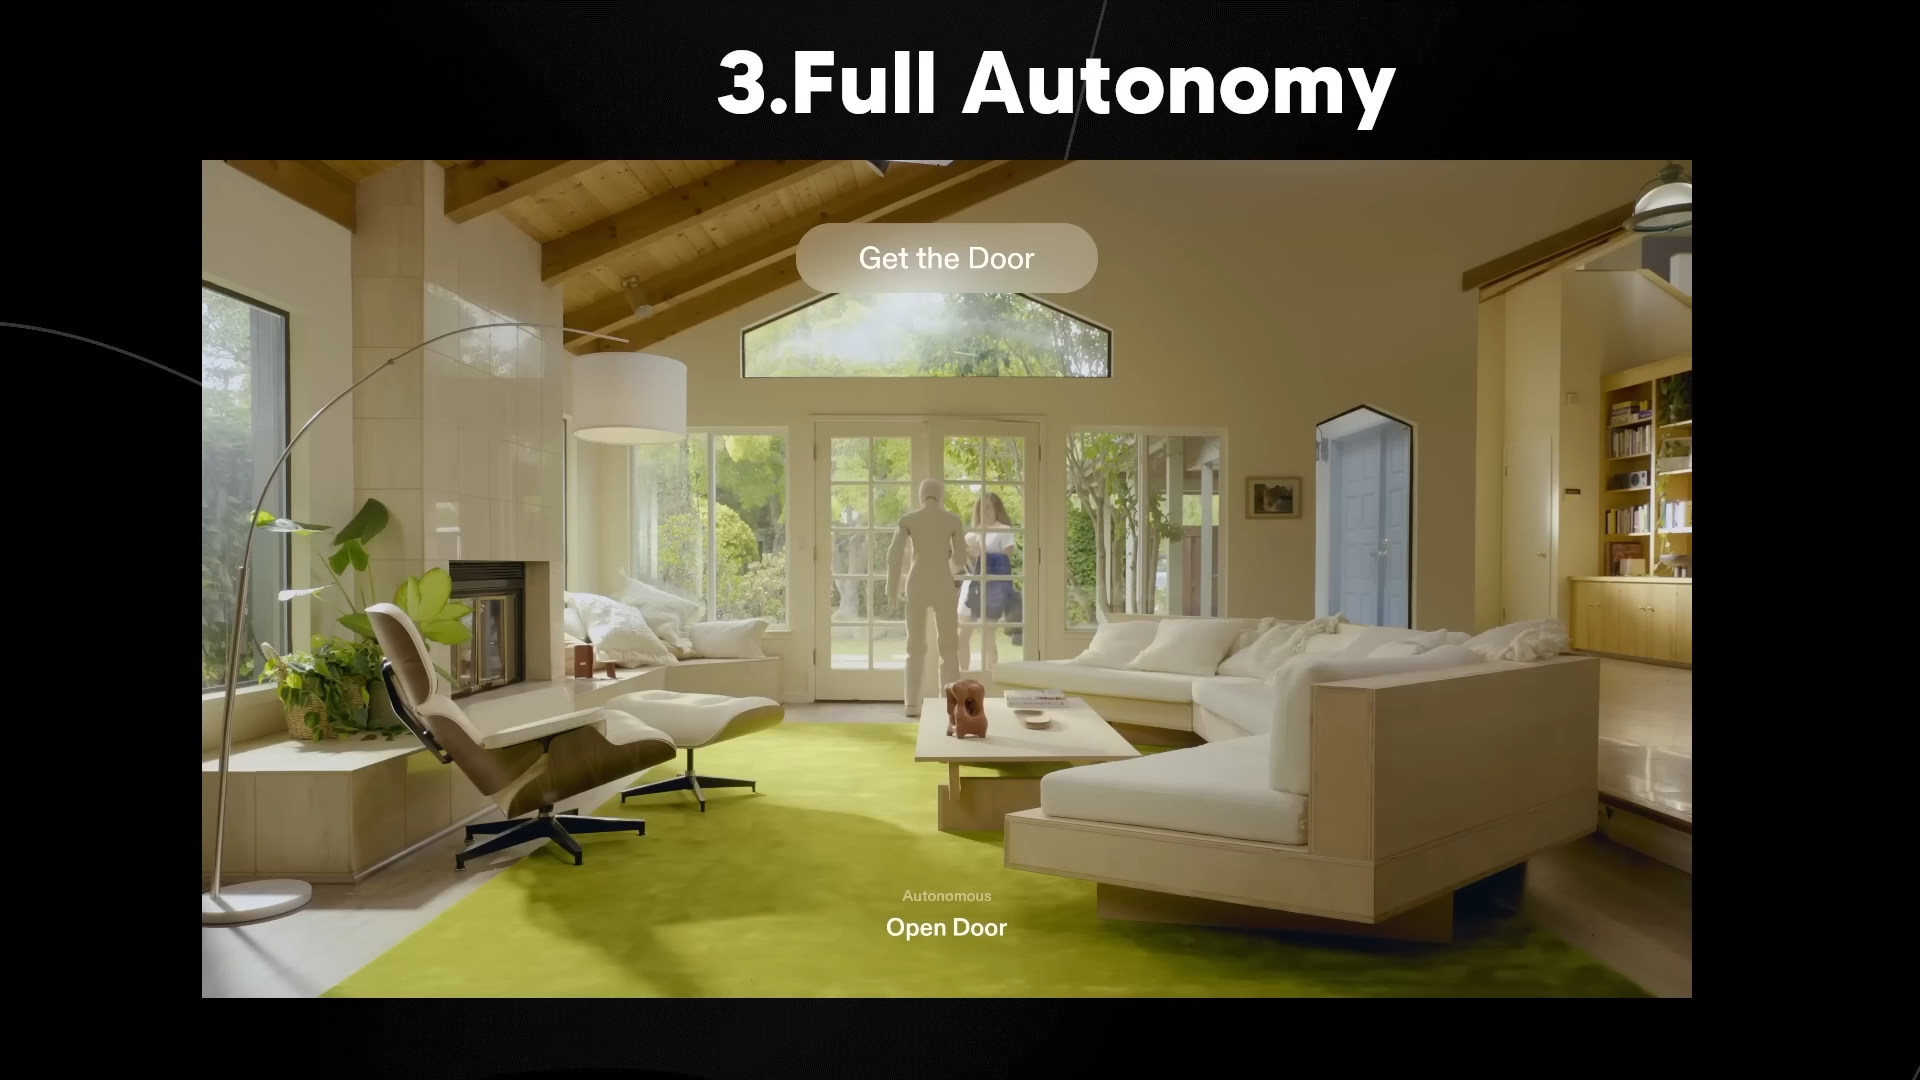 3.Full Autonomy
Get the Door
Autonomous
Open Door